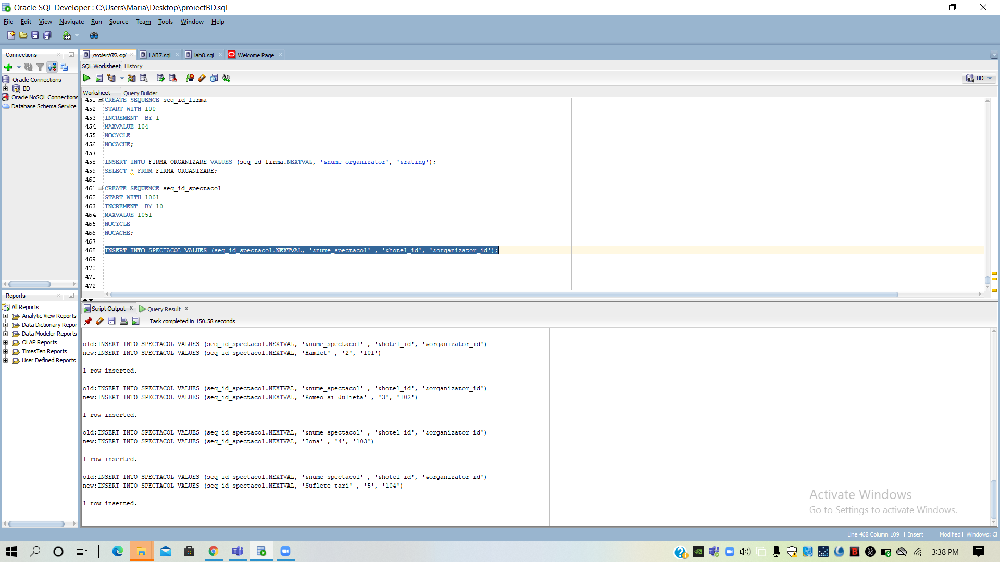 Oracle SQL Developer : C:\Users\Maria\Desktop\proiectBD.sql
File Edit View Navigate Run Source Team Tools Window Help
Connections
proiectBD.sql LAB7.sql lab8.sql Welcome Page
SQL Worksheet History
Oracle Connections
BD
Oracle NoSQL Connections
Database Schema Service
BD
Worksheet Query Builder
451 CREATE SEQUENCE seq_id_firma
452 START WITH 100
453 INCREMENT  BY 1
454 MAXVALUE 104
455 NOCYCLE
456 NOCACHE;
457
458 INSERT INTO FIRMA_ORGANIZARE VALUES (seq_id_firma.NEXTVAL, '&nume_organizator', '&rating');
459 SELECT * FROM FIRMA_ORGANIZARE;
460
461 CREATE SEQUENCE seq_id_spectacol
462 START WITH 1001
463 INCREMENT  BY 10
464 MAXVALUE 1051
465 NOCYCLE
466 NOCACHE;
467
468 INSERT INTO SPECTACOL VALUES (seq_id_spectacol.NEXTVAL, '&nume_spectacol' , '&hotel_id', '&organizator_id');
469
470
471
472
Reports
All Reports
Analytic View Reports
Data Dictionary Repor
Data Modeler Reports
OLAP Reports
TimesTen Reports
User Defined Reports
Script Output Query Result
Task completed in 150.58 seconds
old:INSERT INTO SPECTACOL VALUES (seq_id_spectacol.NEXTVAL, '&nume_spectacol' , '&hotel_id', '&organizator_id')
new:INSERT INTO SPECTACOL VALUES (seq_id_spectacol.NEXTVAL, 'Hamlet' , '2', '101')
1 row inserted.
old:INSERT INTO SPECTACOL VALUES (seq_id_spectacol.NEXTVAL, '&nume_spectacol' , '&hotel_id', '&organizator_id')
new:INSERT INTO SPECTACOL VALUES (seq_id_spectacol.NEXTVAL, 'Romeo si Julieta' , '3', '102')
1 row inserted.
old:INSERT INTO SPECTACOL VALUES (seq_id_spectacol.NEXTVAL, '&nume_spectacol' , '&hotel_id', '&organizator_id')
new:INSERT INTO SPECTACOL VALUES (seq_id_spectacol.NEXTVAL, 'Iona' , '4', '103')
1 row inserted.
old:INSERT INTO SPECTACOL VALUES (seq_id_spectacol.NEXTVAL, '&nume_spectacol' , '&hotel_id', '&organizator_id')
new:INSERT INTO SPECTACOL VALUES (seq_id_spectacol.NEXTVAL, 'Suflete tari' , '5', '104')
1 row inserted.
Activate Windows
Go to Settings to activate Windows.
Line 468 Column 109 | Insert | Modified | Windows: CF
3:38 PM